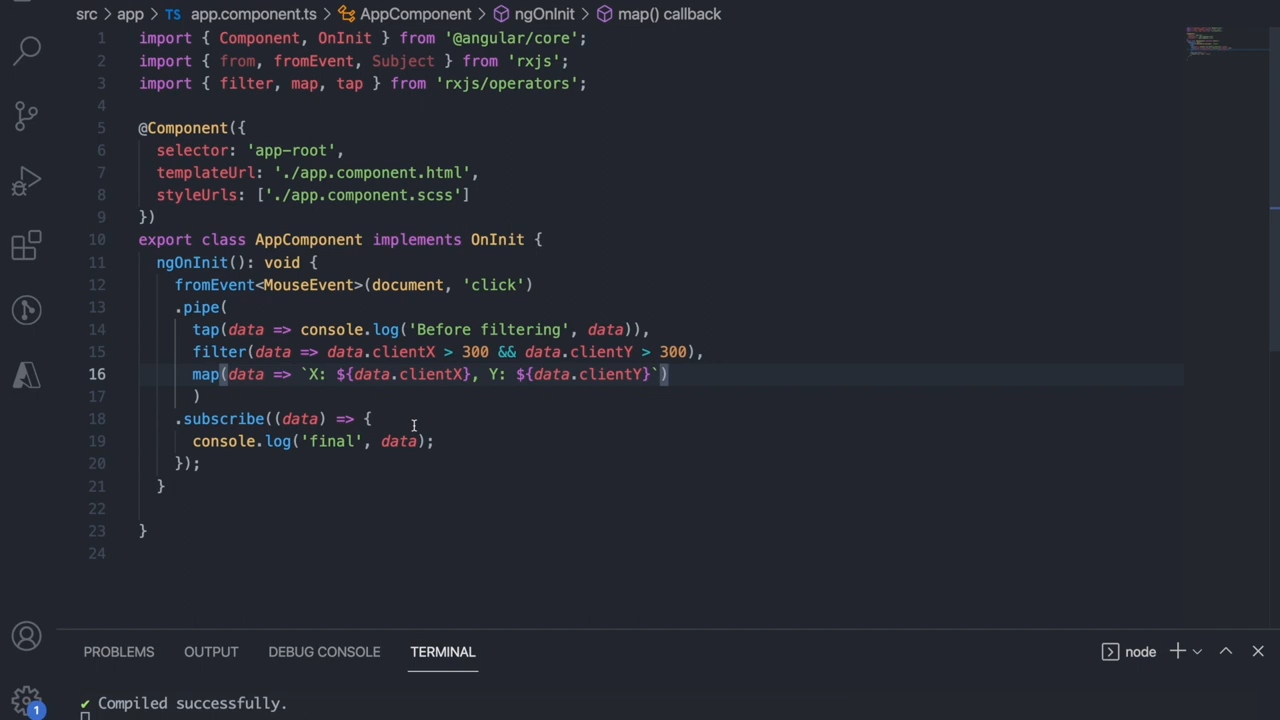 src > app > TS app.component.ts > AppComponent > ngOnInit > map() callback
1 import { Component, OnInit } from '@angular/core';
2 import { from, fromEvent, Subject } from 'rxjs';
3 import { filter, map, tap } from 'rxjs/operators';
4
5 @Component({
6 selector: 'app-root',
7 templateUrl: './app.component.html',
8 styleUrls: ['./app.component.scss']
9 })
10 export class AppComponent implements OnInit {
11 ngOnInit(): void {
12 fromEvent<MouseEvent>(document, 'click')
13 .pipe(
14 tap(data => console.log('Before filtering', data)),
15 filter(data => data.clientX > 300 && data.clientY > 300),
16 map(data => `X: ${data.clientX}, Y: ${data.clientY}`)
17 )
18 .subscribe((data) => {
19 console.log('final', data);
20 });
21 }
22
23 }
24
PROBLEMS OUTPUT DEBUG CONSOLE TERMINAL node
✔ Compiled successfully.
1